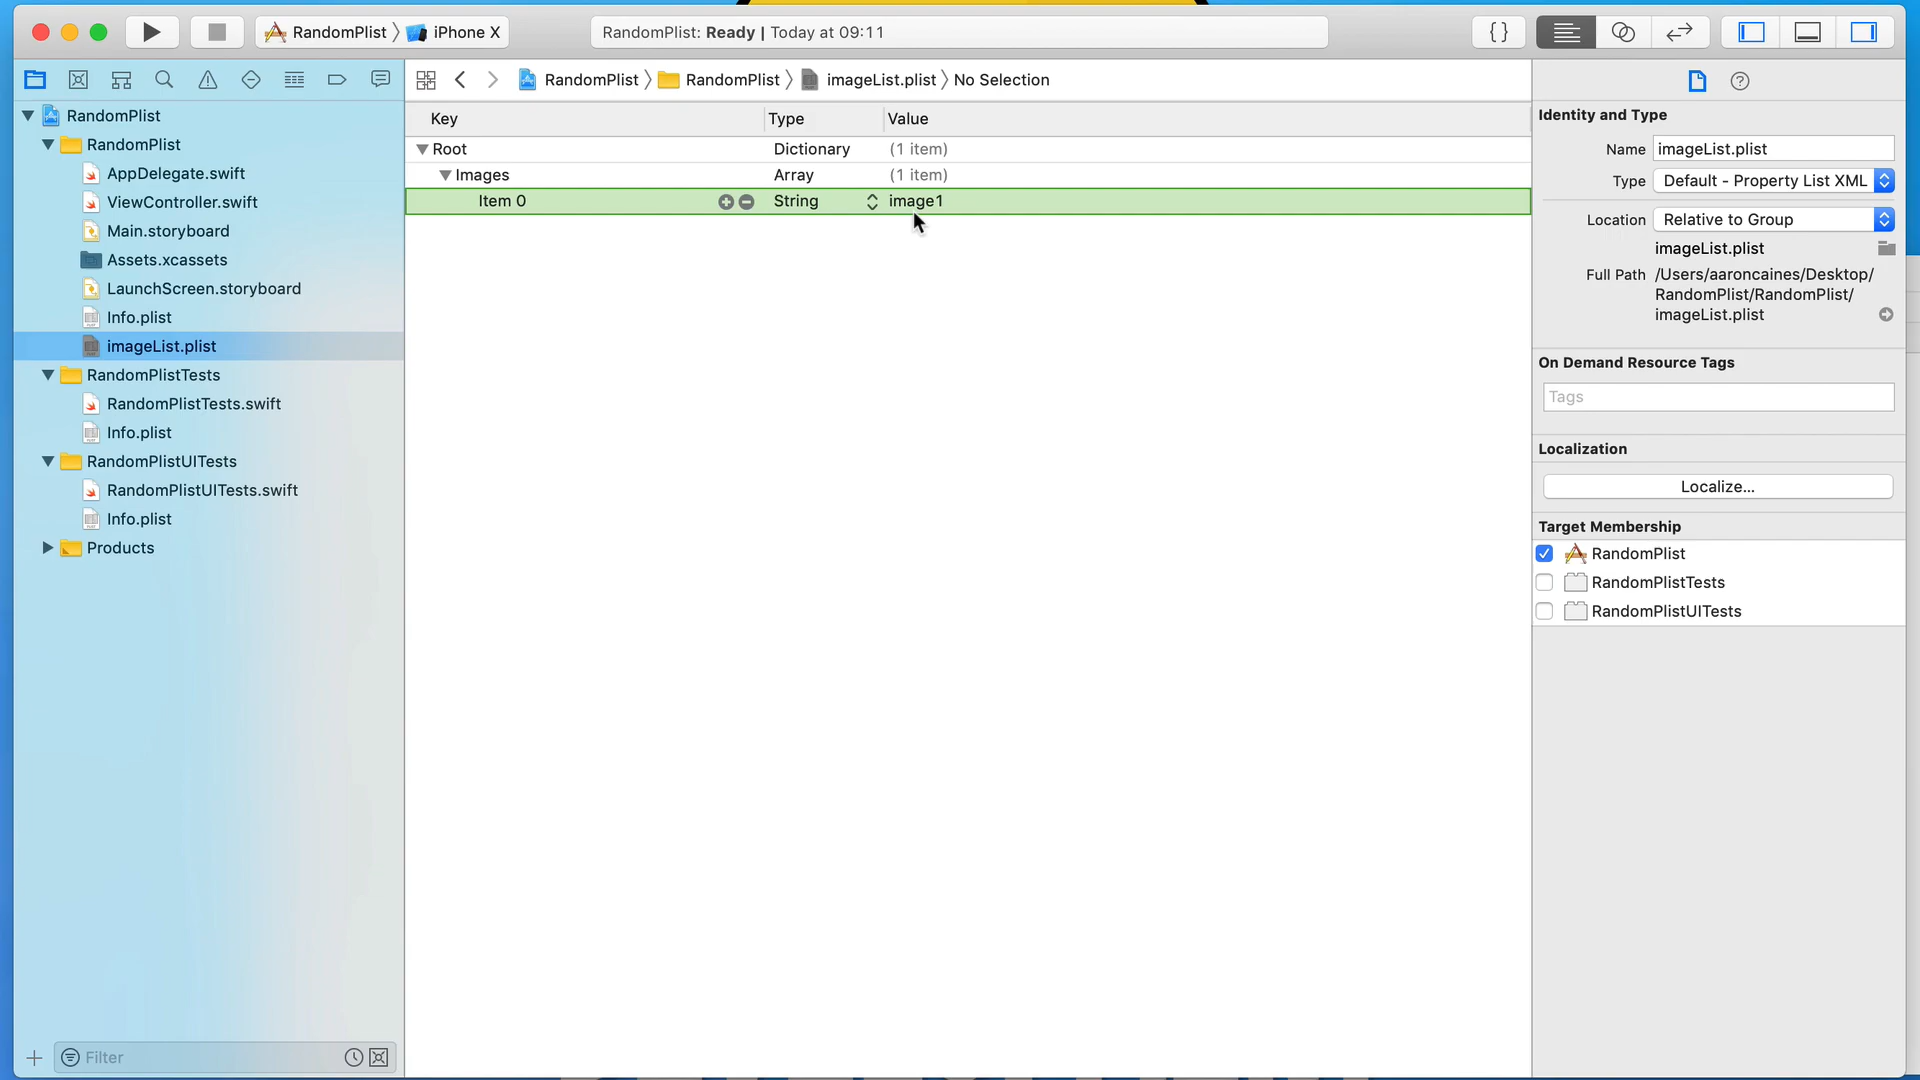 RandomPlist iPhone X
RandomPlist: Ready | Today at 09:11
{}
RandomPlist RandomPlist imageList.plist No Selection
RandomPlist
RandomPlist
AppDelegate.swift
ViewController.swift
Main.storyboard
Assets.xcassets
LaunchScreen.storyboard
Info.plist
imageList.plist
RandomPlistTests
RandomPlistTests.swift
Info.plist
RandomPlistUITests
RandomPlistUITests.swift
Info.plist
Products
Filter
Key Type Value
Root Dictionary (1 item)
Images Array (1 item)
Item 0 String image1
Identity and Type
Name imageList.plist
Type Default - Property List XML
Location Relative to Group
imageList.plist
Full Path /Users/aaroncaines/Desktop/
RandomPlist/RandomPlist/
imageList.plist
On Demand Resource Tags
Tags
Localization
Localize...
Target Membership
RandomPlist
RandomPlistTests
RandomPlistUITests